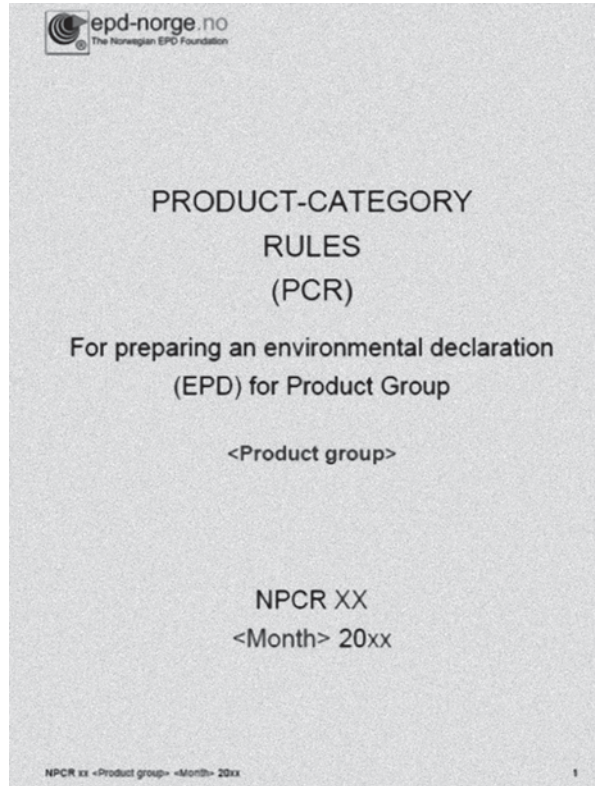 epd-norge.no
The Norwegian EPD Foundation
®
PRODUCT-CATEGORY
RULES
(PCR)
For preparing an environmental declaration
(EPD) for Product Group
<Product group>
NPCR XX
<Month> 20xx
NPCR xx <Product group> <Month> 20xx 1